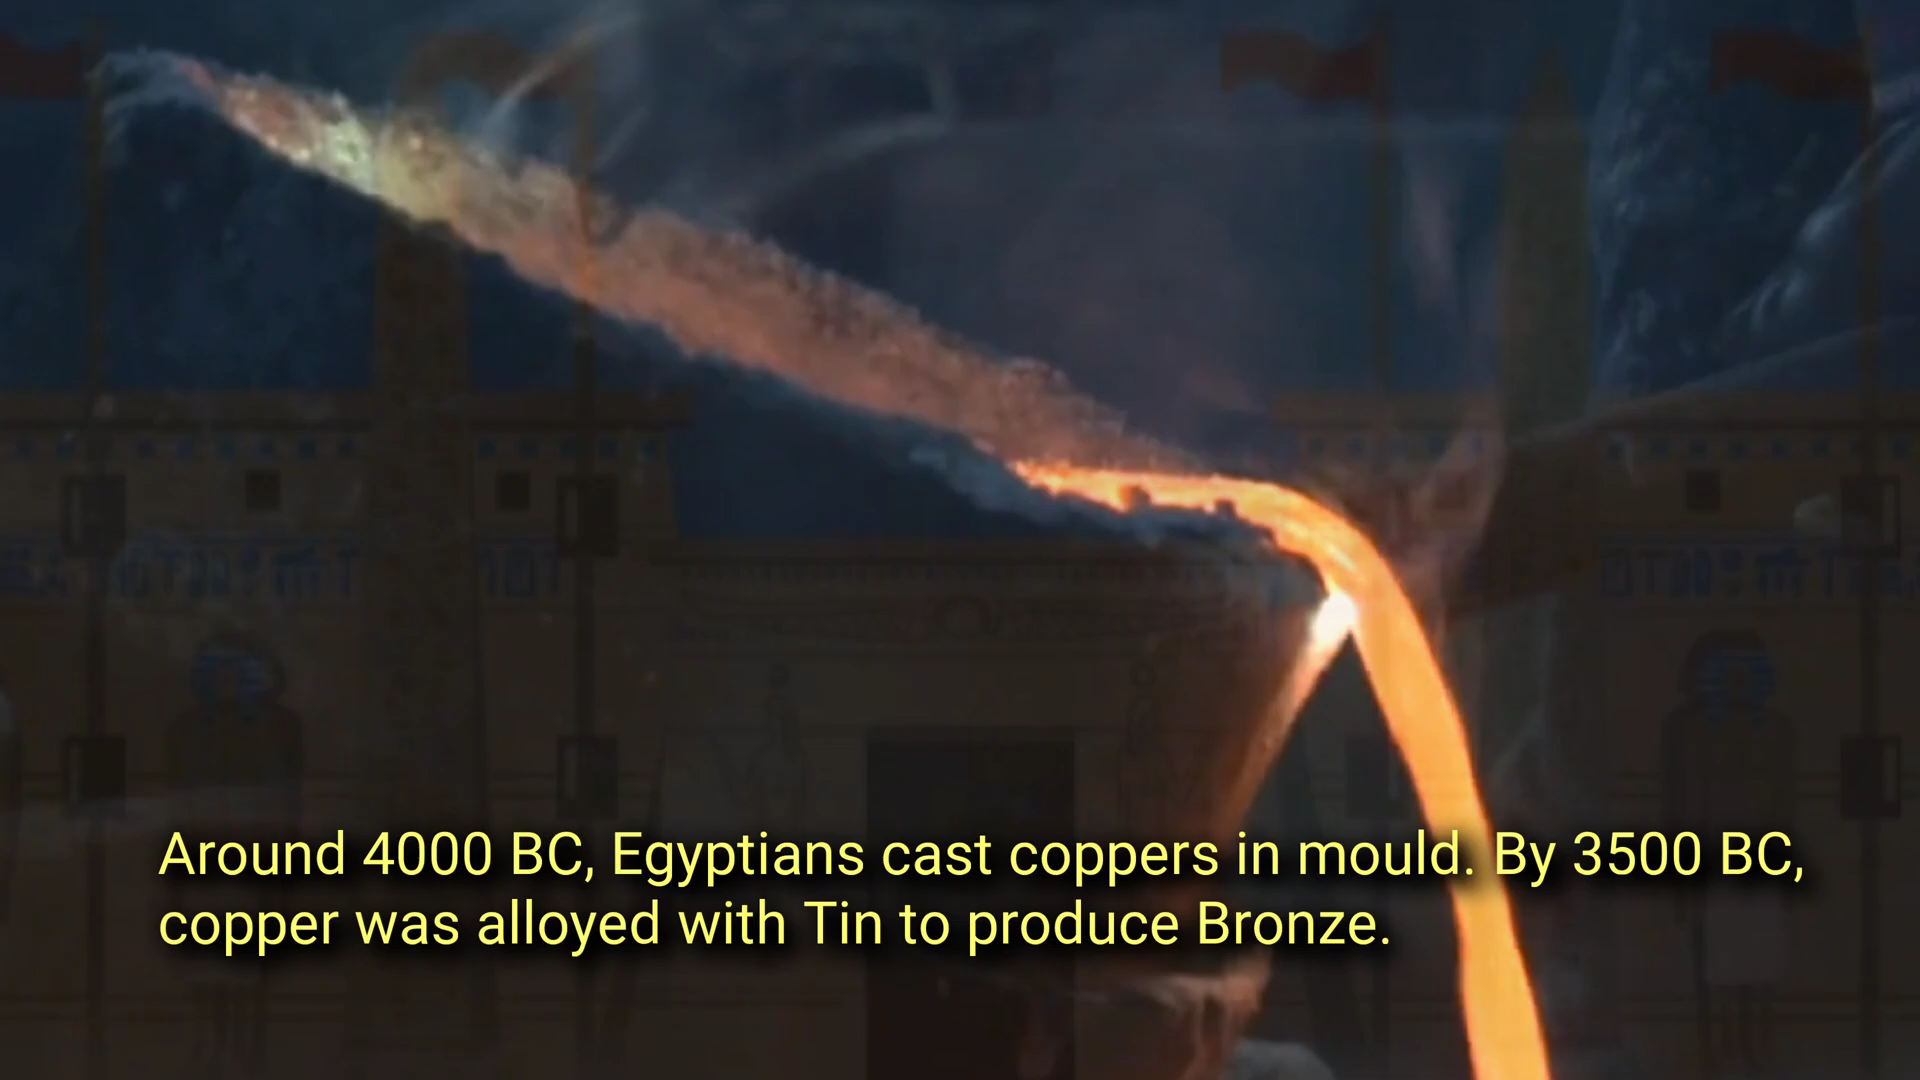 Around 4000 BC, Egyptians cast coppers in mould. By 3500 BC,
copper was alloyed with Tin to produce Bronze.